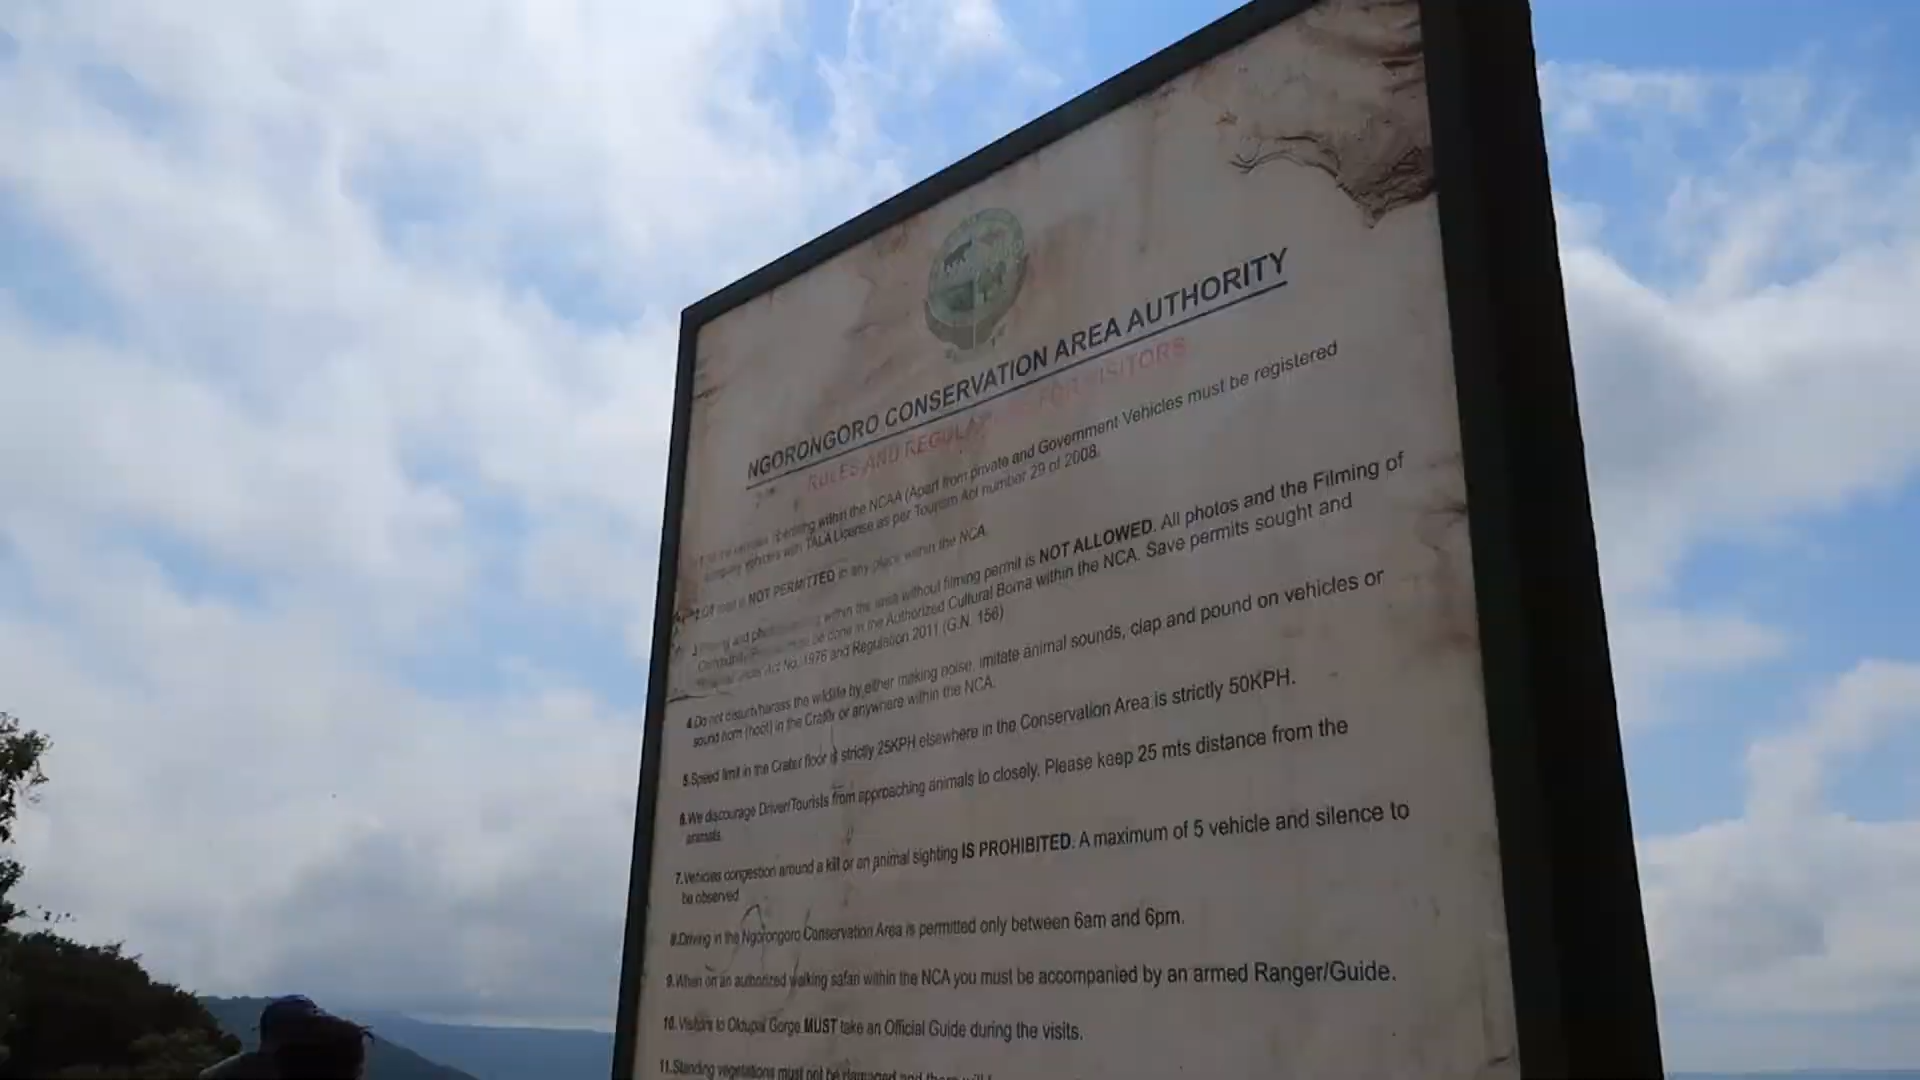 NGORONGORO CONSERVATION AREA AUTHORITY
RULES AND REGULATIONS FOR VISITORS
within the NCAA (Apart from private and Government Vehicles must be registered
company vehicles with TALA License as per Tourism Act number 29 of 2008.
2.Off road is NOT PERMITTED in any place within the NCA.
3.Filming and within the area without filming permit is NOT ALLOWED. All photos and the Filming of
Community be done in the Authorized Cultural Boma within the NCA. Save permits sought and
under Act No. 1976 and Regulation 2011 (G.N. 156)
4.Do not disturb/harass the wildlife by either making noise, imitate animal sounds, clap and pound on vehicles or
sound horn (hoot) in the Crater or anywhere within the NCA.
5.Speed limit in the Crater floor is strictly 25KPH elsewhere in the Conservation Area is strictly 50KPH.
6.We discourage Driver/Tourists from approaching animals to closely. Please keep 25 mts distance from the
animals.
7.Vehicles congestion around a kill or an animal sighting IS PROHIBITED. A maximum of 5 vehicle and silence to
be observed
8.Driving in the Ngorongoro Conservation Area is permitted only between 6am and 6pm.
9.When on an authorized walking safari within the NCA you must be accompanied by an armed Ranger/Guide.
10. Visitors to Oldupai Gorge MUST take an Official Guide during the visits.
11.Standing vegetations must not be damaged and there will